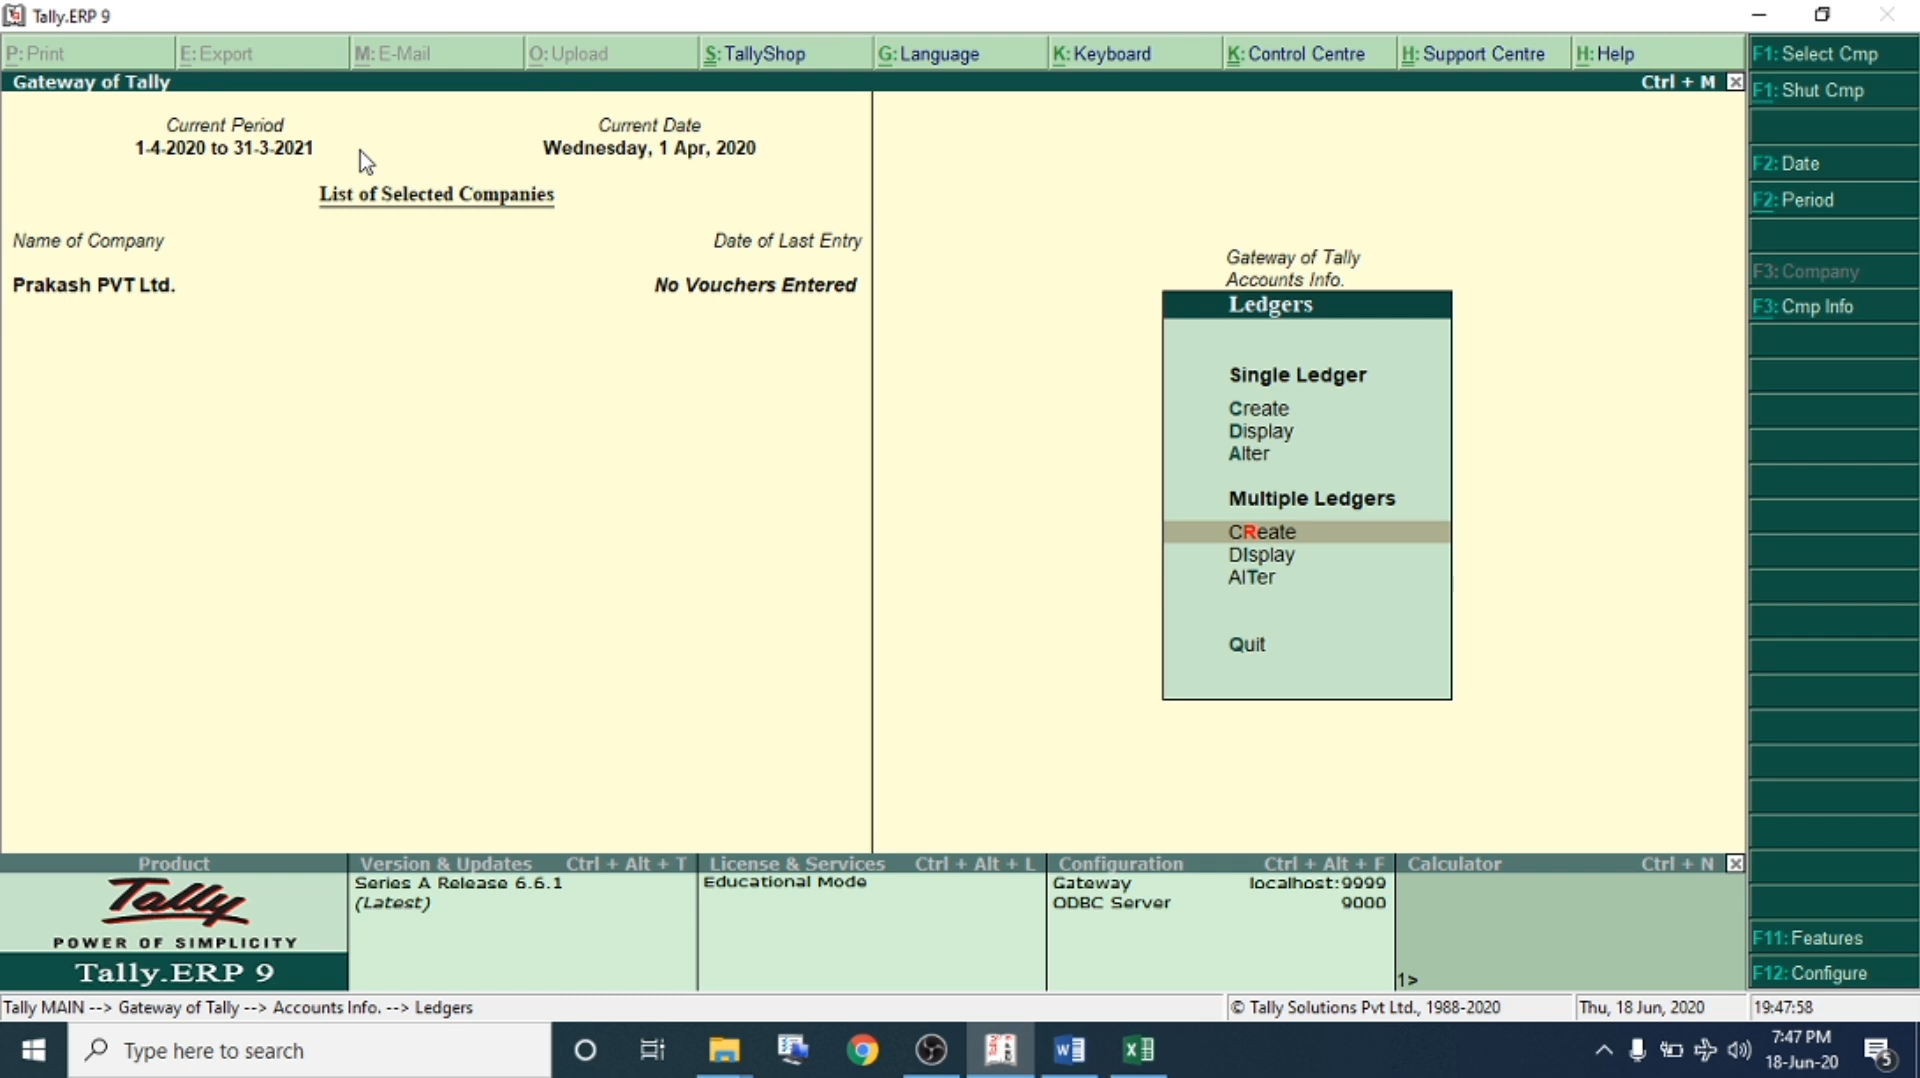 Tally.ERP 9
P: Print E: Export M: E-Mail O: Upload S: TallyShop G: Language K: Keyboard K: Control Centre H: Support Centre H: Help
Gateway of Tally Ctrl + M
Current Period Current Date
1-4-2020 to 31-3-2021 Wednesday, 1 Apr, 2020
List of Selected Companies
Name of Company Date of Last Entry
Prakash PVT Ltd. No Vouchers Entered
Gateway of Tally
Accounts Info.
Ledgers
Single Ledger
Create
Display
Alter
Multiple Ledgers
CReate
DIsplay
AlTer
Quit
F1: Select Cmp
F1: Shut Cmp
F2: Date
F2: Period
F3: Company
F3: Cmp Info
F11: Features
F12: Configure
Product
Tally
POWER OF SIMPLICITY
Tally.ERP 9
Version & Updates Ctrl + Alt + T
Series A Release 6.6.1
(Latest)
License & Services Ctrl + Alt + L
Educational Mode
Configuration Ctrl + Alt + F
Gateway localhost:9999
ODBC Server 9000
Calculator Ctrl + N
1>
Tally MAIN --> Gateway of Tally --> Accounts Info. --> Ledgers © Tally Solutions Pvt Ltd., 1988-2020 Thu, 18 Jun, 2020 19:47:58
Type here to search
7:47 PM
18-Jun-20
5